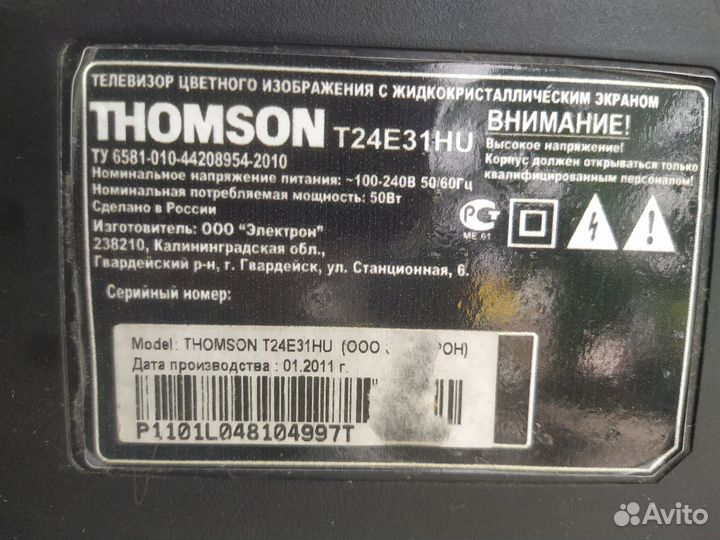 ТЕЛЕВИЗОР ЦВЕТНОГО ИЗОБРАЖЕНИЯ С ЖИДКОКРИСТАЛЛИЧЕСКИМ ЭКРАНОМ
THOMSON T24E31HU
ТУ 6581-010-44208954-2010
Номинальное напряжение питания: ~100-240В 50/60Гц
Номинальная потребляемая мощность: 50Вт
Сделано в России
Изготовитель: ООО "Электрон"
238210, Калининградская обл.,
Гвардейский р-н, г. Гвардейск, ул. Станционная, 6.
Серийный номер:
ВНИМАНИЕ!
Высокое напряжение!
Корпус должен открываться только
квалифицированным персоналом!
РСТ
МЕ 61
Model: THOMSON T24E31HU (ООО РОН)
Дата производства : 01.2011 г.
P1101L048104997T
Avito